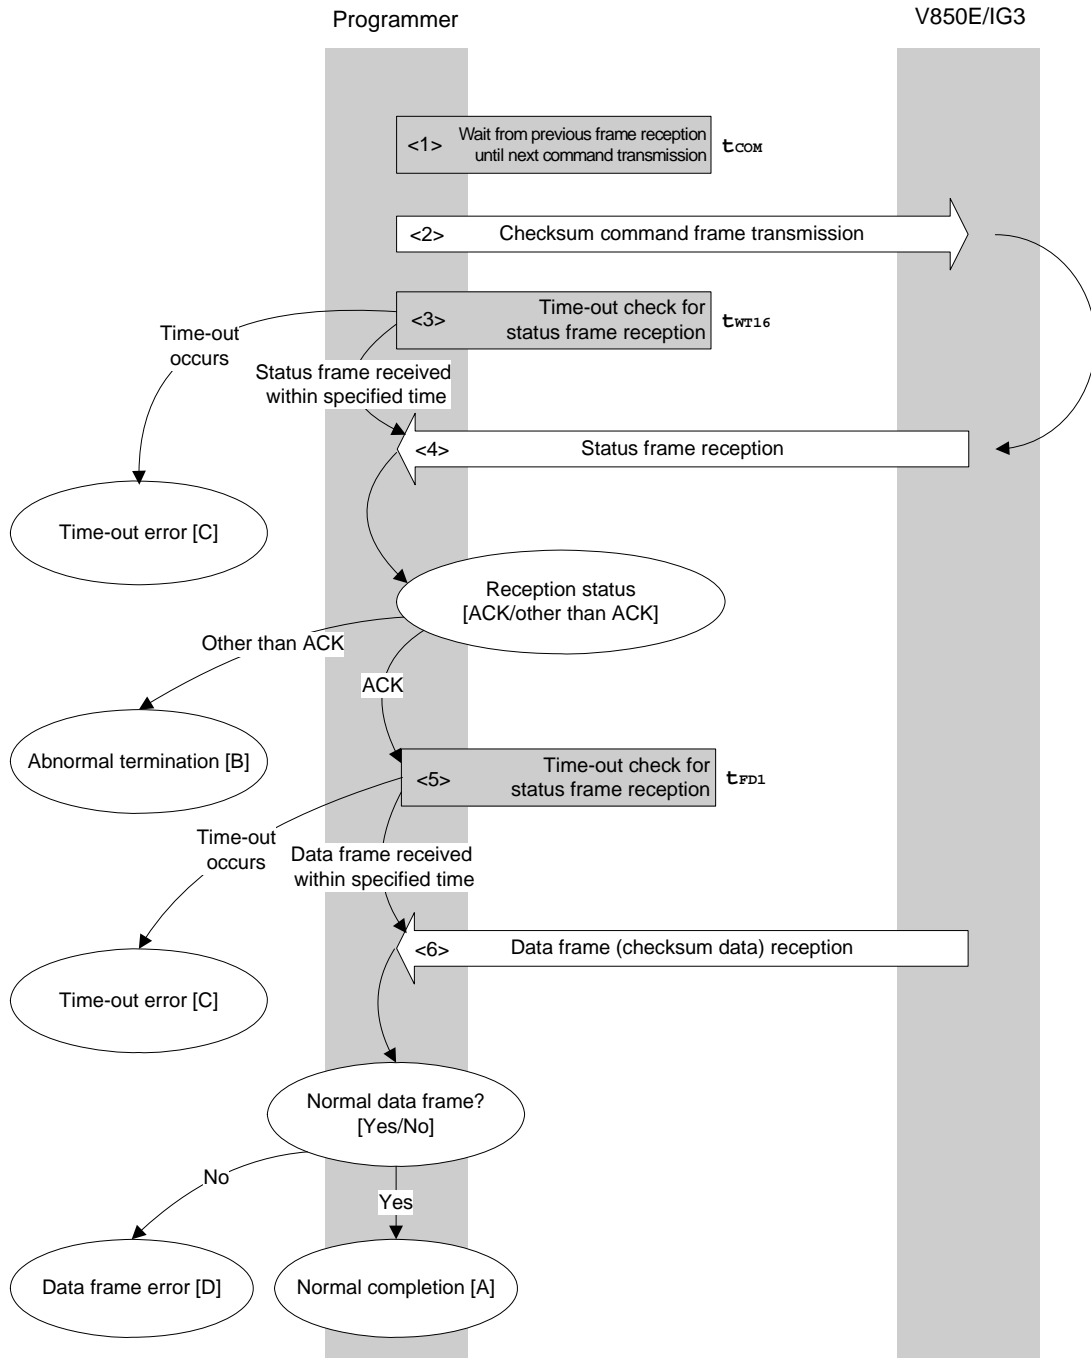 Programmer
V850E/IG3
<1>
Wait from previous frame reception
until next command transmission
tCOM
<2>
Checksum command frame transmission
<3>
Time-out check for
status frame reception
tWT16
Time-out
occurs
Status frame received
within specified time
<4>
Status frame reception
Time-out error [C]
Reception status
[ACK/other than ACK]
Other than ACK
ACK
Abnormal termination [B]
<5>
Time-out check for
status frame reception
tFD1
Time-out
occurs
Data frame received
within specified time
<6>
Data frame (checksum data) reception
Time-out error [C]
Normal data frame?
[Yes/No]
No
Yes
Data frame error [D]
Normal completion [A]